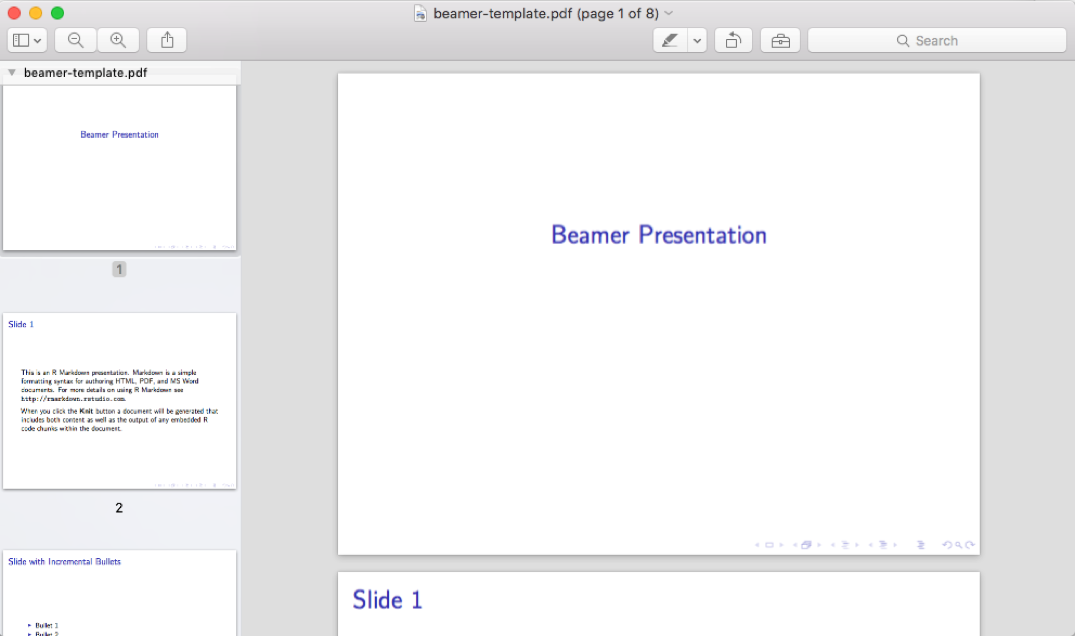 beamer-template.pdf (page 1 of 8)
Search
beamer-template.pdf
Beamer Presentation
1
Slide 1
This is an R Markdown presentation. Markdown is a simple
formatting syntax for authoring HTML, PDF, and MS Word
documents. For more details on using R Markdown see
http://rmarkdown.rstudio.com.
When you click the Knit button a document will be generated that
includes both content as well as the output of any embedded R
code chunks within the document.
2
Slide with Incremental Bullets
Bullet 1
Bullet 2
Beamer Presentation
Slide 1